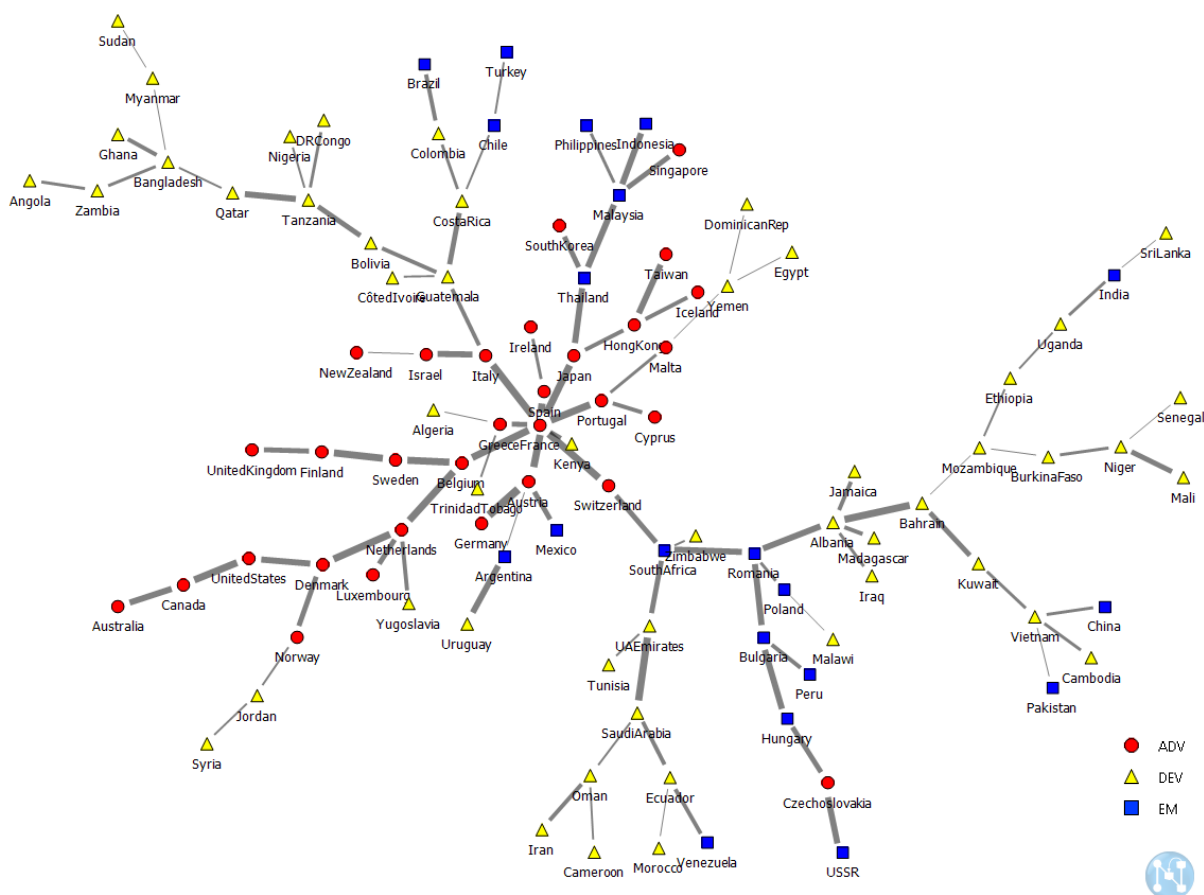 Sudan
Turkey
Brazil
Myanmar
DRCongo
Chile
Philippines
Indonesia
Ghana
Nigeria
Colombia
Singapore
Bangladesh
Angola
Zambia
Qatar
Tanzania
CostaRica
Malaysia
DominicanRep
SouthKorea
Bolivia
Taiwan
Egypt
SriLanka
CôtedIvoire
Guatemala
Thailand
Iceland
Yemen
India
Ireland
HongKong
Uganda
NewZealand
Israel
Italy
Japan
Malta
Ethiopia
Spain
Portugal
Senegal
Algeria
GreeceFrance
Cyprus
Kenya
UnitedKingdom
Finland
Sweden
Belgium
Mozambique
BurkinaFaso
Niger
Jamaica
Mali
TrinidadTobago
Austria
Switzerland
Germany
Mexico
Bahrain
Albania
Netherlands
Madagascar
Zimbabwe
SouthAfrica
Romania
UnitedStates
Denmark
Luxembourg
Argentina
Iraq
Kuwait
Canada
Poland
Australia
Yugoslavia
Uruguay
UAEmirates
China
Vietnam
Norway
Bulgaria
Malawi
Cambodia
Tunisia
Peru
Pakistan
Jordan
SaudiArabia
Hungary
ADV
Syria
DEV
Oman
Ecuador
Czechoslovakia
EM
Iran
Cameroon
Morocco
Venezuela
USSR